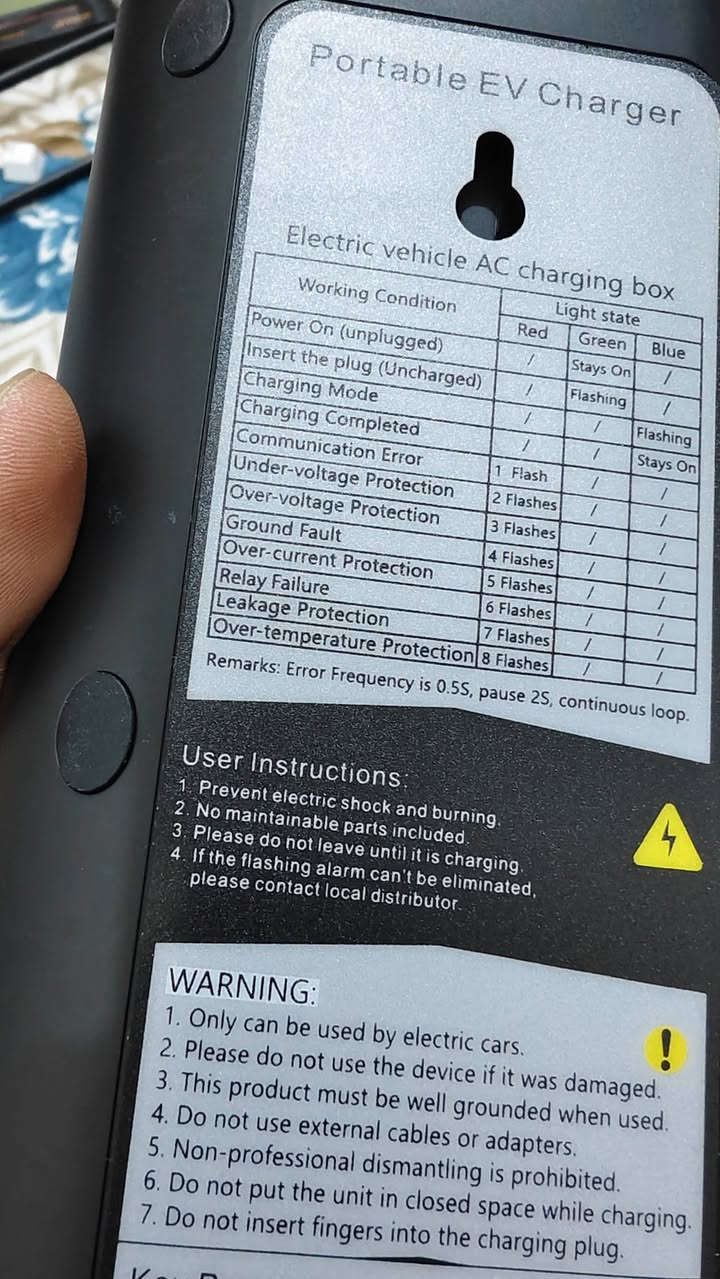 Portable EV Charger
Electric vehicle AC charging box
Working Condition Light state
Red Green Blue
Power On (unplugged) / Stays On /
Insert the plug (Uncharged) / Flashing /
Charging Mode / / Flashing
Charging Completed / / Stays On
Communication Error 1 Flash / /
Under-voltage Protection 2 Flashes / /
Over-voltage Protection 3 Flashes / /
Ground Fault 4 Flashes / /
Over-current Protection 5 Flashes / /
Relay Failure 6 Flashes / /
Leakage Protection 7 Flashes / /
Over-temperature Protection 8 Flashes / /
Remarks: Error Frequency is 0.5S, pause 2S, continuous loop.
User Instructions:
1. Prevent electric shock and burning.
2. No maintainable parts included.
3. Please do not leave until it is charging.
4. If the flashing alarm can't be eliminated,
please contact local distributor.
WARNING:
1. Only can be used by electric cars.
2. Please do not use the device if it was damaged.
3. This product must be well grounded when used.
4. Do not use external cables or adapters.
5. Non-professional dismantling is prohibited.
6. Do not put the unit in closed space while charging.
7. Do not insert fingers into the charging plug.